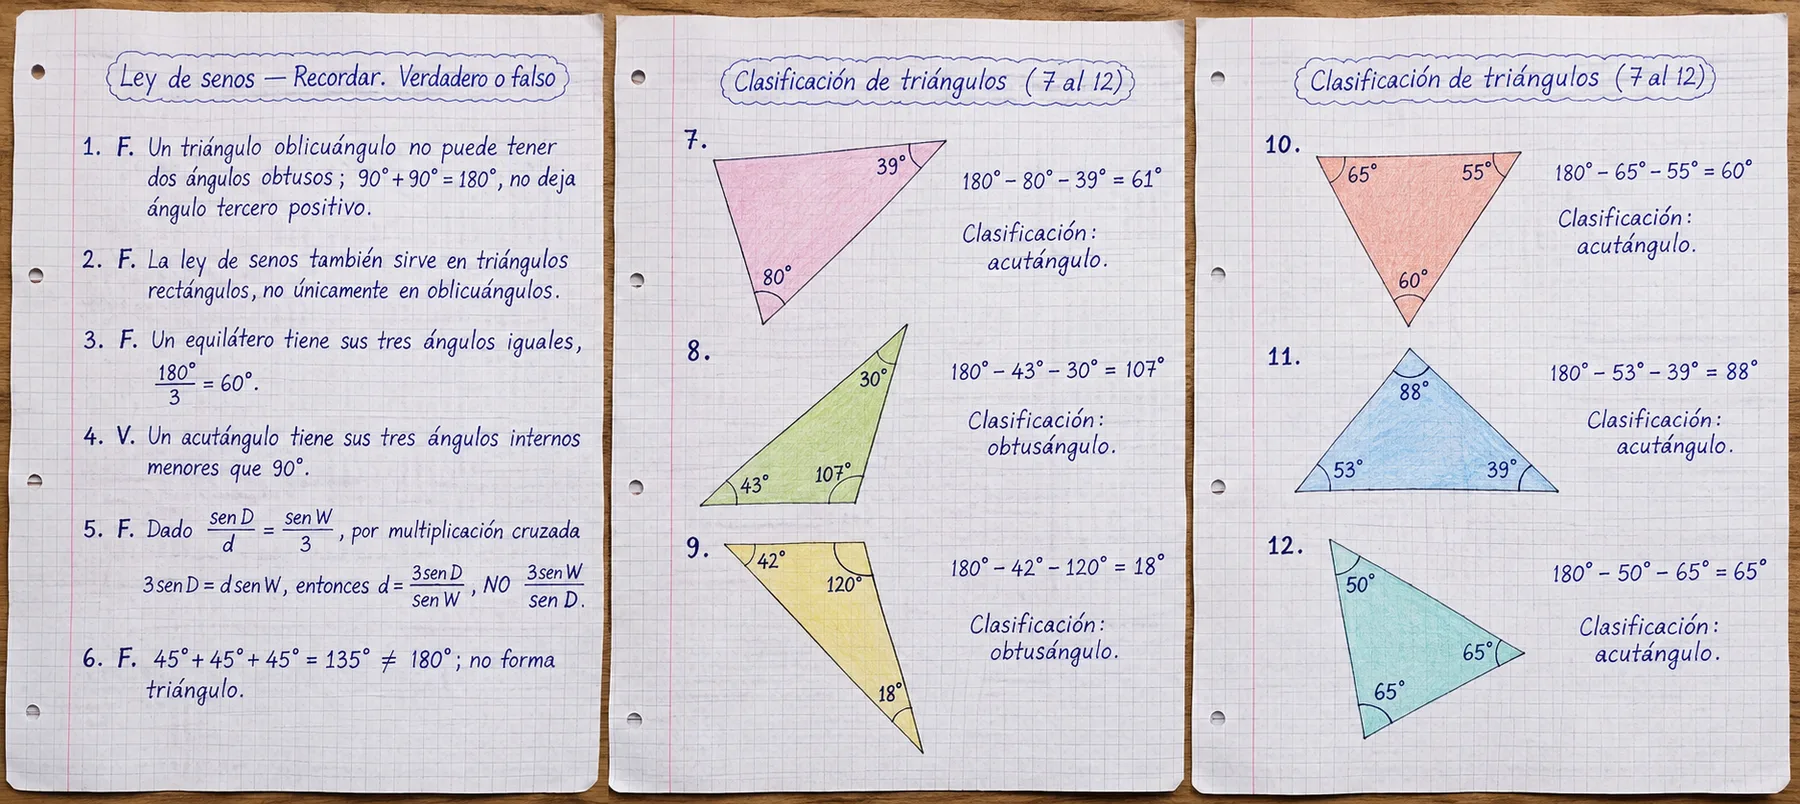 Ley de senos — Recordar. Verdadero o falso
1. F. Un triángulo oblicuángulo no puede tener
dos ángulos obtusos; 90° + 90° = 180°, no deja
ángulo tercero positivo.
2. F. La ley de senos también sirve en triángulos
rectángulos, no únicamente en oblicuángulos.
3. F. Un equilátero tiene sus tres ángulos iguales,
180°/3 = 60°.
4. V. Un acutángulo tiene sus tres ángulos internos
menores que 90°.
5. F. Dado sen D/d = sen W/3, por multiplicación cruzada
3 sen D = d sen W, entonces d = 3 sen D/sen W, NO 3 sen W/sen D.
6. F. 45° + 45° + 45° = 135° ≠ 180°; no forma
triángulo.
Clasificación de triángulos (7 al 12)
7.
39°
80°
180° – 80° – 39° = 61°
Clasificación:
acutángulo.
8.
30°
43°
107°
180° – 43° – 30° = 107°
Clasificación:
obtusángulo.
9.
42°
120°
18°
180° – 42° – 120° = 18°
Clasificación:
obtusángulo.
Clasificación de triángulos (7 al 12)
10.
65°
55°
60°
180° – 65° – 55° = 60°
Clasificación:
acutángulo.
11.
88°
53°
39°
180° – 53° – 39° = 88°
Clasificación:
acutángulo.
12.
50°
65°
65°
180° – 50° – 65° = 65°
Clasificación:
acutángulo.